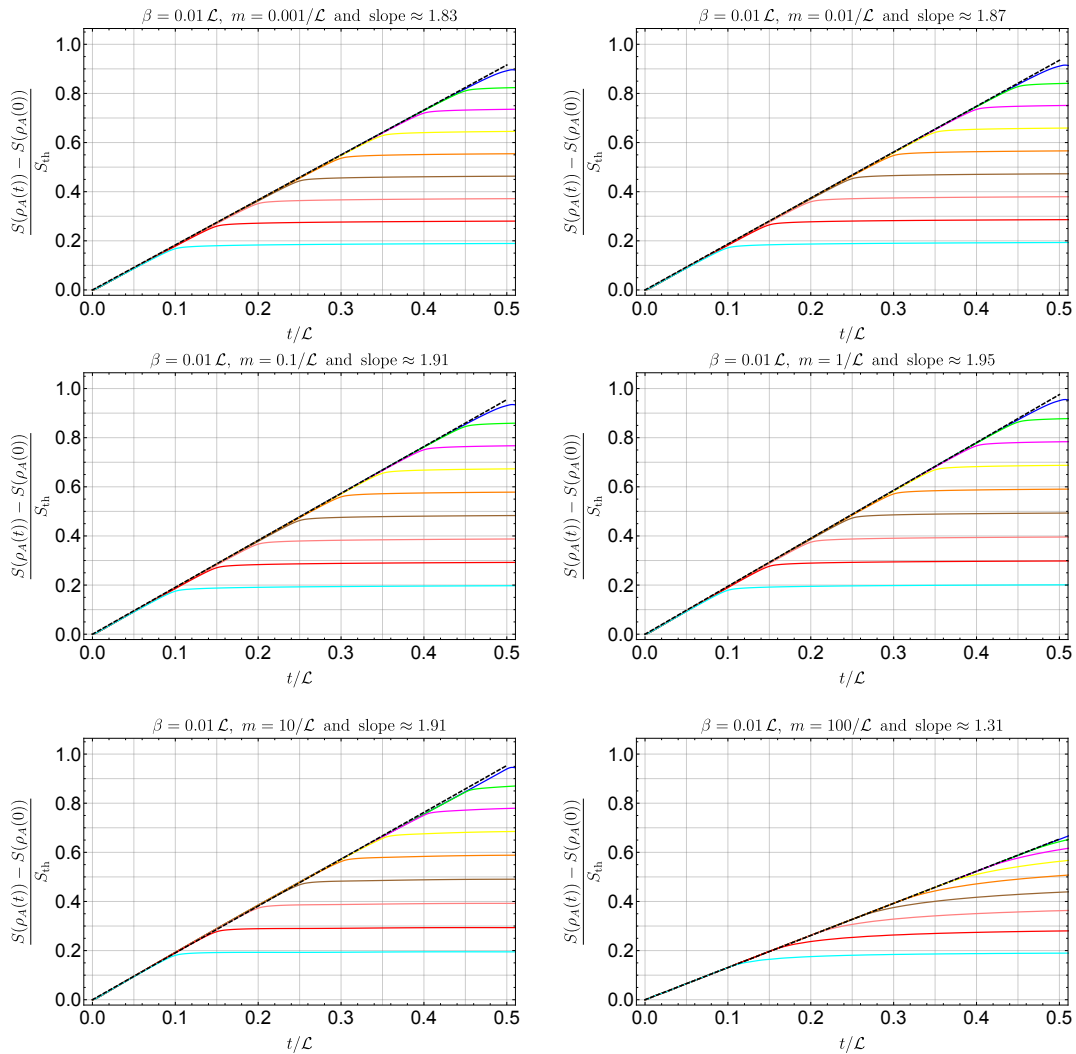 β = 0.01 ℒ, m = 0.001/ℒ and slope ≈ 1.83
S(ρ_A(t)) − S(ρ_A(0))
S_th
1.0
0.8
0.6
0.4
0.2
0.0
0.0 0.1 0.2 0.3 0.4 0.5
t/ℒ
β = 0.01 ℒ, m = 0.01/ℒ and slope ≈ 1.87
S(ρ_A(t)) − S(ρ_A(0))
S_th
1.0
0.8
0.6
0.4
0.2
0.0
0.0 0.1 0.2 0.3 0.4 0.5
t/ℒ
β = 0.01 ℒ, m = 0.1/ℒ and slope ≈ 1.91
S(ρ_A(t)) − S(ρ_A(0))
S_th
1.0
0.8
0.6
0.4
0.2
0.0
0.0 0.1 0.2 0.3 0.4 0.5
t/ℒ
β = 0.01 ℒ, m = 1/ℒ and slope ≈ 1.95
S(ρ_A(t)) − S(ρ_A(0))
S_th
1.0
0.8
0.6
0.4
0.2
0.0
0.0 0.1 0.2 0.3 0.4 0.5
t/ℒ
β = 0.01 ℒ, m = 10/ℒ and slope ≈ 1.91
S(ρ_A(t)) − S(ρ_A(0))
S_th
1.0
0.8
0.6
0.4
0.2
0.0
0.0 0.1 0.2 0.3 0.4 0.5
t/ℒ
β = 0.01 ℒ, m = 100/ℒ and slope ≈ 1.31
S(ρ_A(t)) − S(ρ_A(0))
S_th
1.0
0.8
0.6
0.4
0.2
0.0
0.0 0.1 0.2 0.3 0.4 0.5
t/ℒ